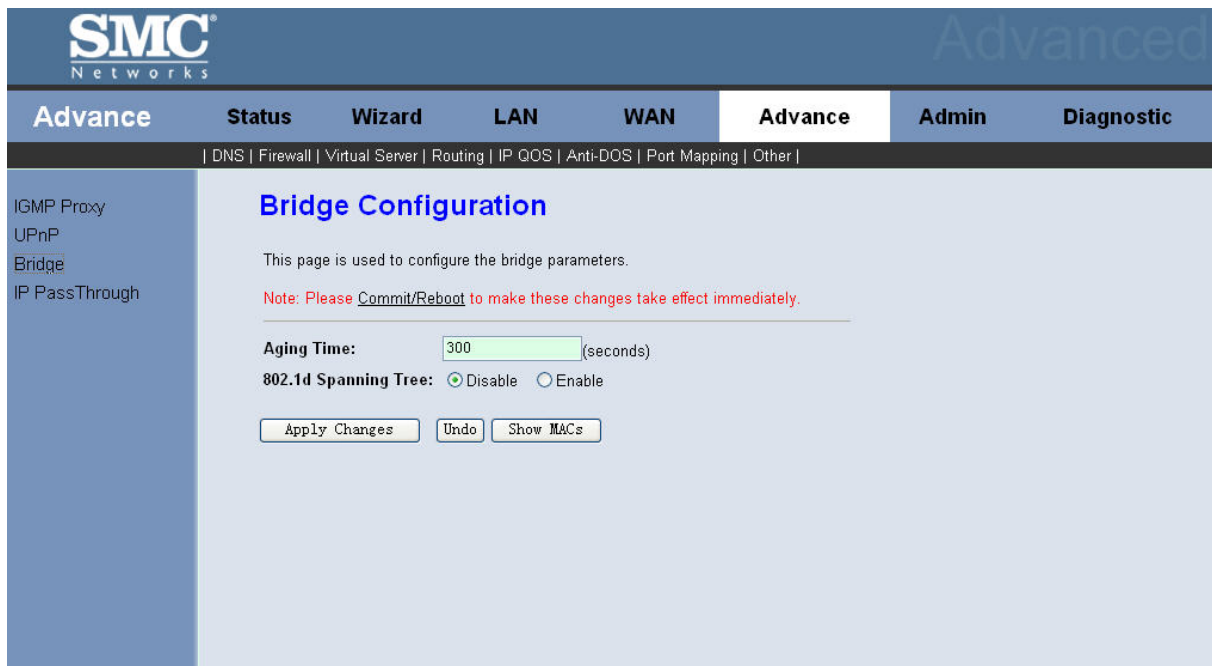 SMC®
Networks
Advanced
Advance Status Wizard LAN WAN Advance Admin Diagnostic
| DNS | Firewall | Virtual Server | Routing | IP QOS | Anti-DOS | Port Mapping | Other |
IGMP Proxy
UPnP
Bridge
IP PassThrough
Bridge Configuration
This page is used to configure the bridge parameters.
Note: Please Commit/Reboot to make these changes take effect immediately.
Aging Time: 300 (seconds)
802.1d Spanning Tree: Disable Enable
Apply Changes Undo Show MACs